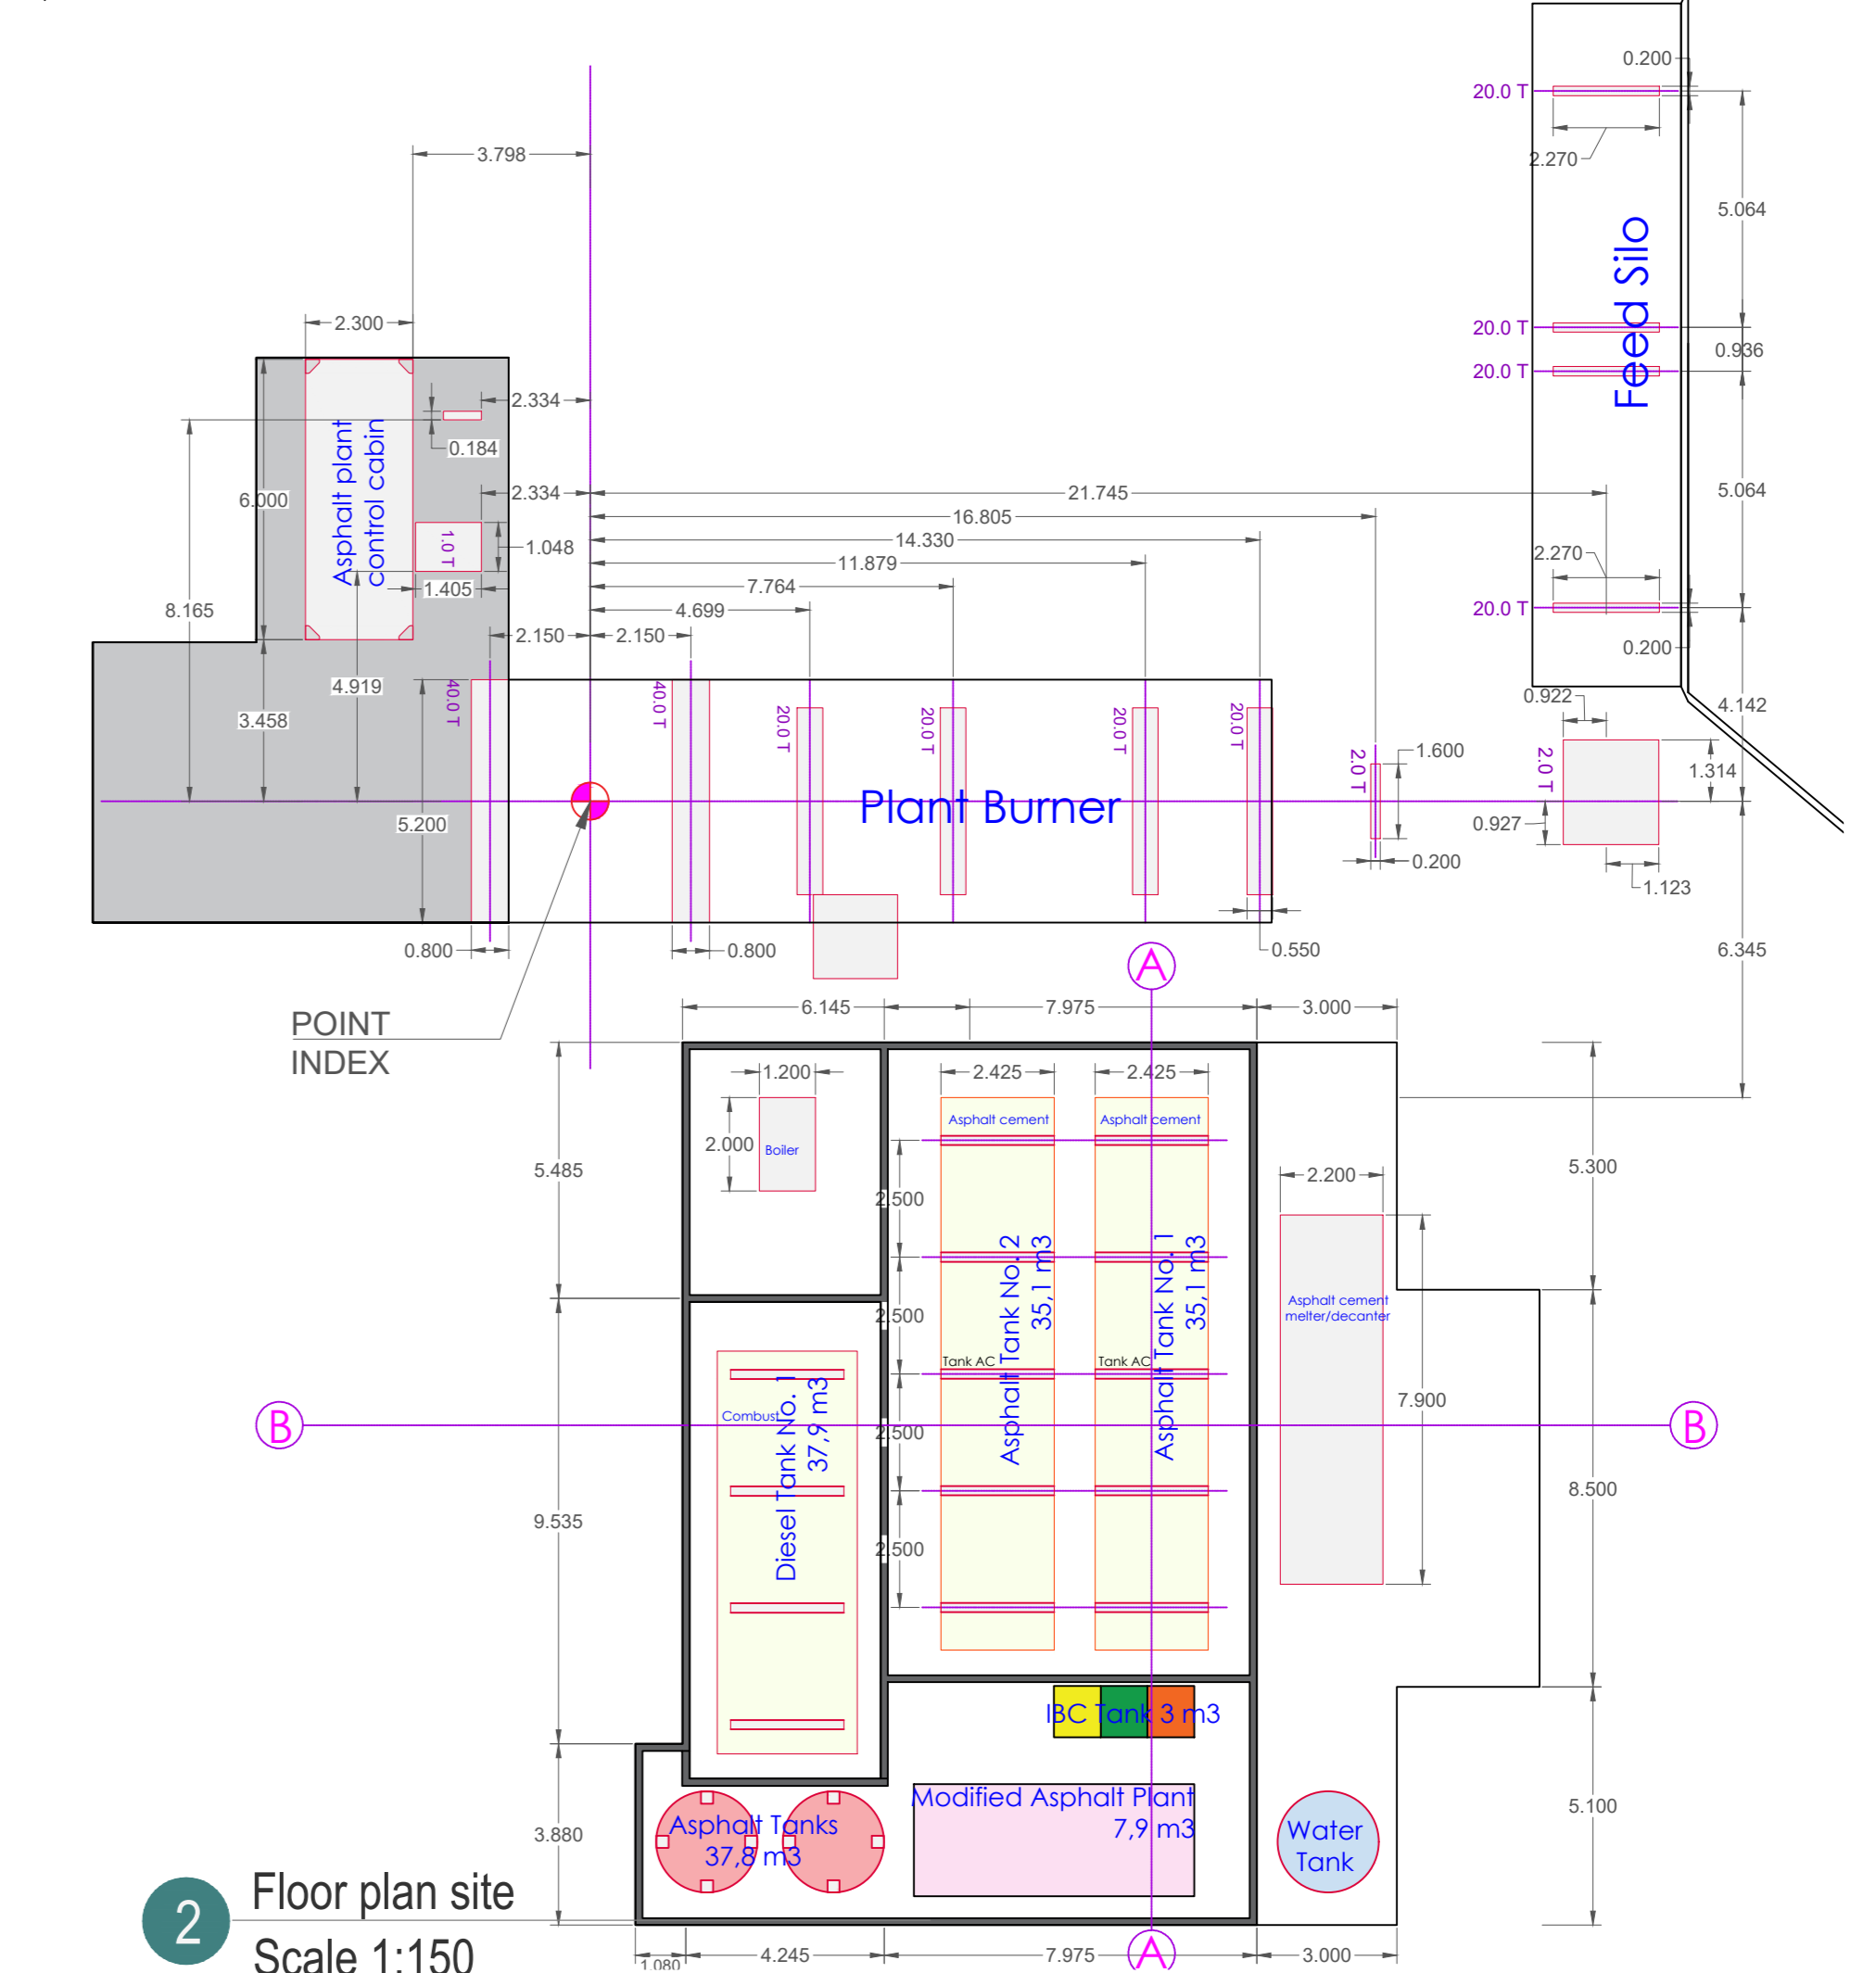 0.200
20.0 T
3.798
2.270
5.064
Feed Silo
2.300
20.0 T
0.936
20.0 T
2.334
0.184
Asphalt plant
control cabin
6.000
2.334
21.745
5.064
16.805
1.0 T
1.048
14.330
2.270
11.879
1.405
7.764
8.165
4.699
20.0 T
2.150
2.150
0.200
4.919
40.0 T
40.0 T
0.922
3.458
20.0 T
20.0 T
20.0 T
20.0 T
4.142
1.600
2.0 T
2.0 T
1.314
Plant Burner
5.200
0.927
0.200
1.123
0.800
0.800
0.550
6.345
A
POINT
INDEX
6.145
7.975
3.000
1.200
2.425
2.425
Asphalt cement
Asphalt cement
2.000
Boiler
5.485
5.300
2.200
2.500
Asphalt Tank No. 2
35,1 m3
Asphalt Tank No. 1
35,1 m3
Asphalt cement
melter/decanter
2.500
Tank AC
Tank AC
7.900
Combust
Diesel Tank No. 1
37,9 m3
B
B
2.500
8.500
9.535
2.500
IBC Tank 3 m3
Modified Asphalt Plant
7,9 m3
Asphalt Tanks
37,8 m3
Water
Tank
5.100
3.880
2
Floor plan site
Scale 1:150
1.080
4.245
7.975
A
3.000